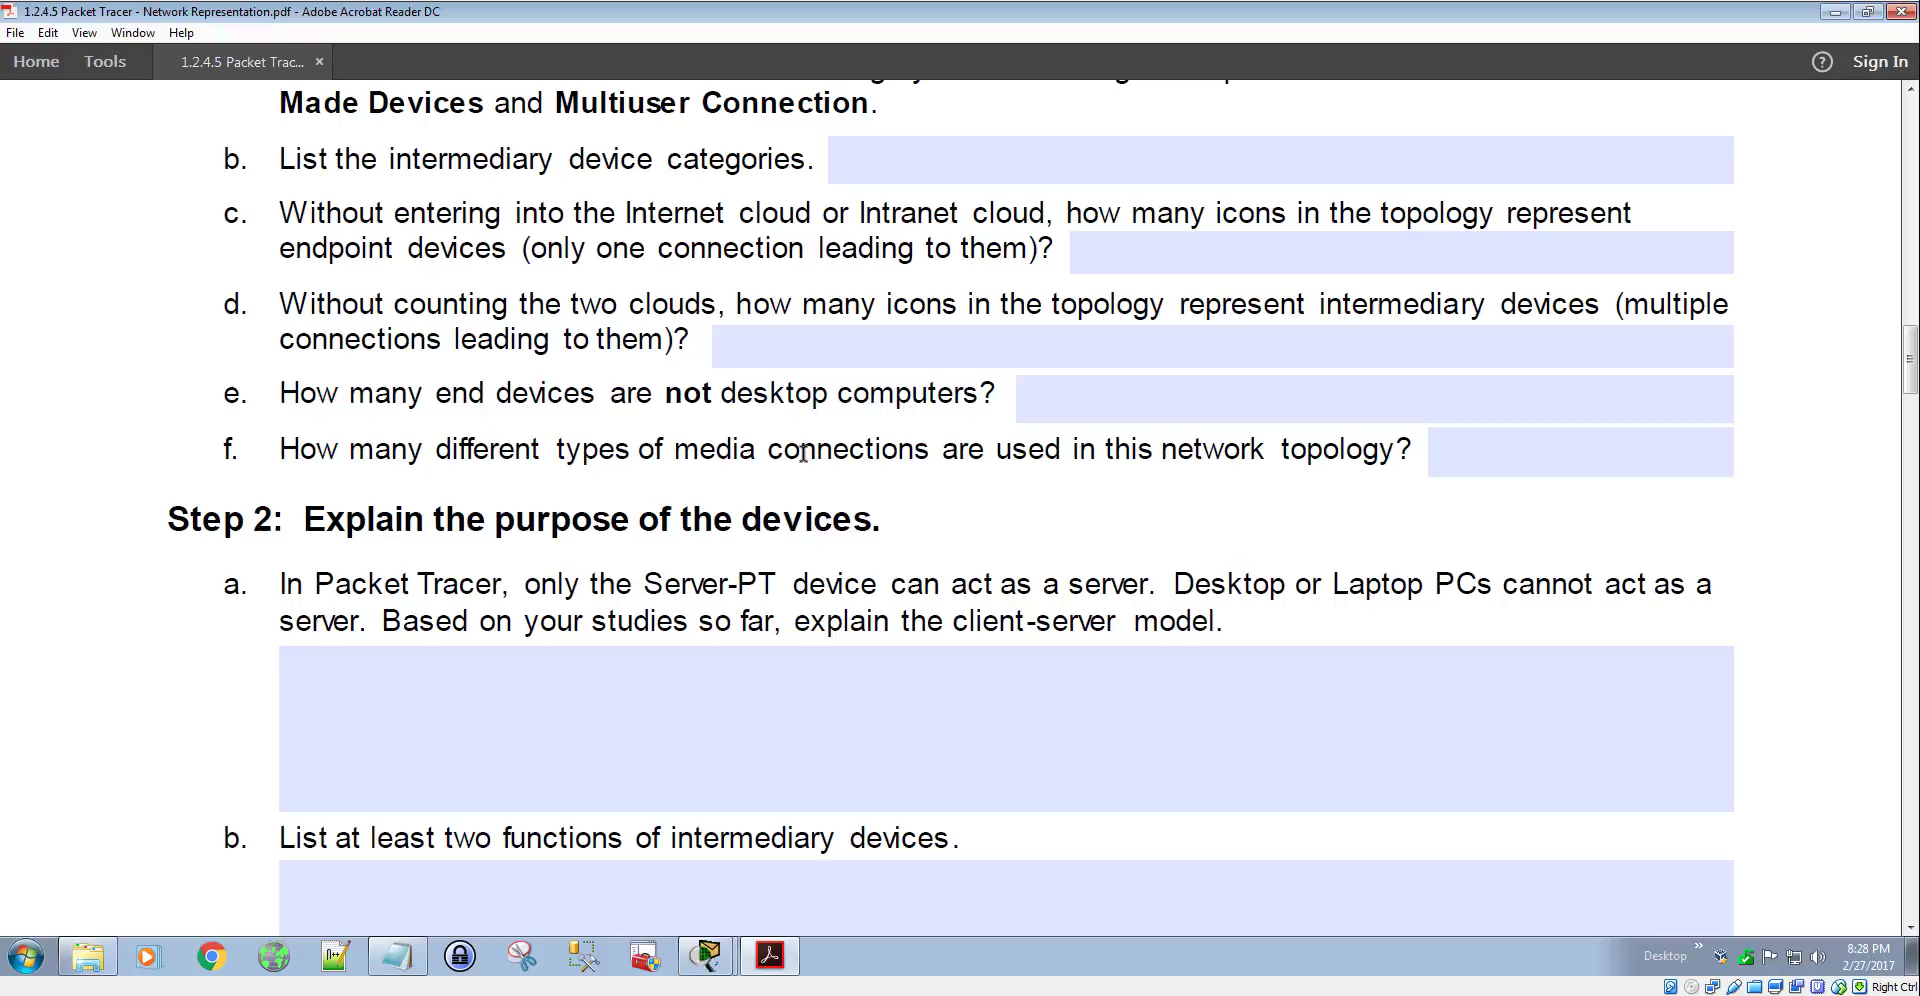 1.2.4.5 Packet Tracer - Network Representation.pdf - Adobe Acrobat Reader DC
File Edit View Window Help
Home Tools 1.2.4.5 Packet Trac... × ? Sign In
Made Devices and Multiuser Connection.
b. List the intermediary device categories.
c. Without entering into the Internet cloud or Intranet cloud, how many icons in the topology represent
endpoint devices (only one connection leading to them)?
d. Without counting the two clouds, how many icons in the topology represent intermediary devices (multiple
connections leading to them)?
e. How many end devices are not desktop computers?
f. How many different types of media connections are used in this network topology?
Step 2: Explain the purpose of the devices.
a. In Packet Tracer, only the Server-PT device can act as a server. Desktop or Laptop PCs cannot act as a
server. Based on your studies so far, explain the client-server model.
b. List at least two functions of intermediary devices.
Desktop »
8:28 PM
2/27/2017
Right Ctrl